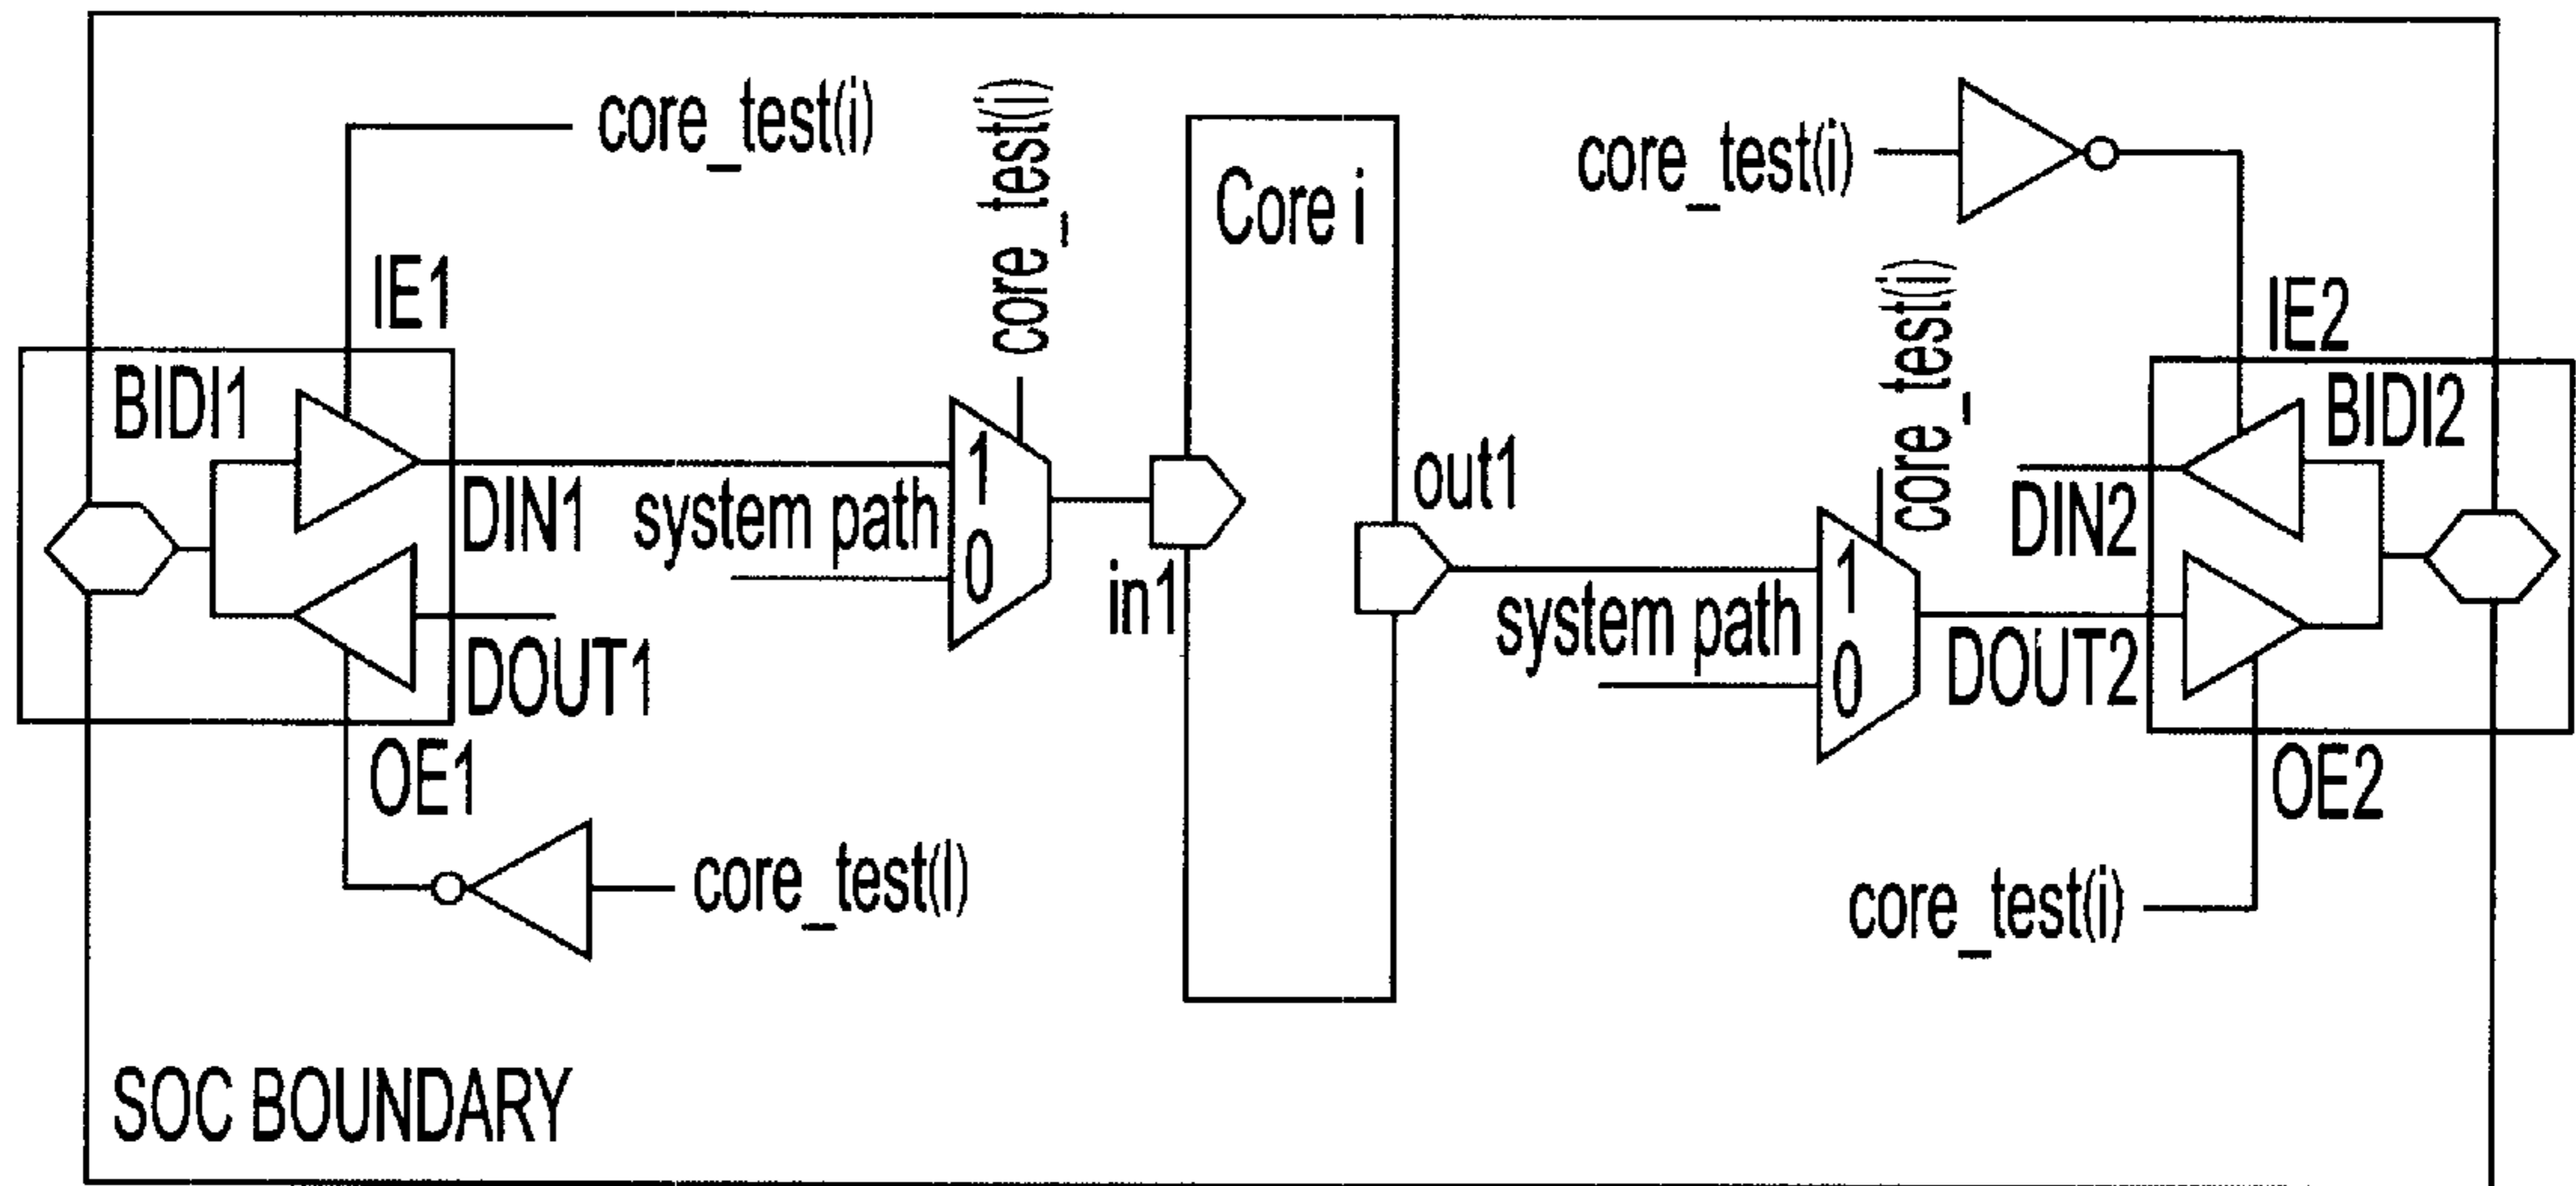 core_test(i)
core_test(i)
Core i
core_test(i)
core_test(i)
IE1
IE2
BIDI1
BIDI2
1
0
out1
DIN1
system path
DIN2
in1
1
0
system path
DOUT1
DOUT2
OE1
OE2
core_test(l)
core_test(i)
SOC BOUNDARY